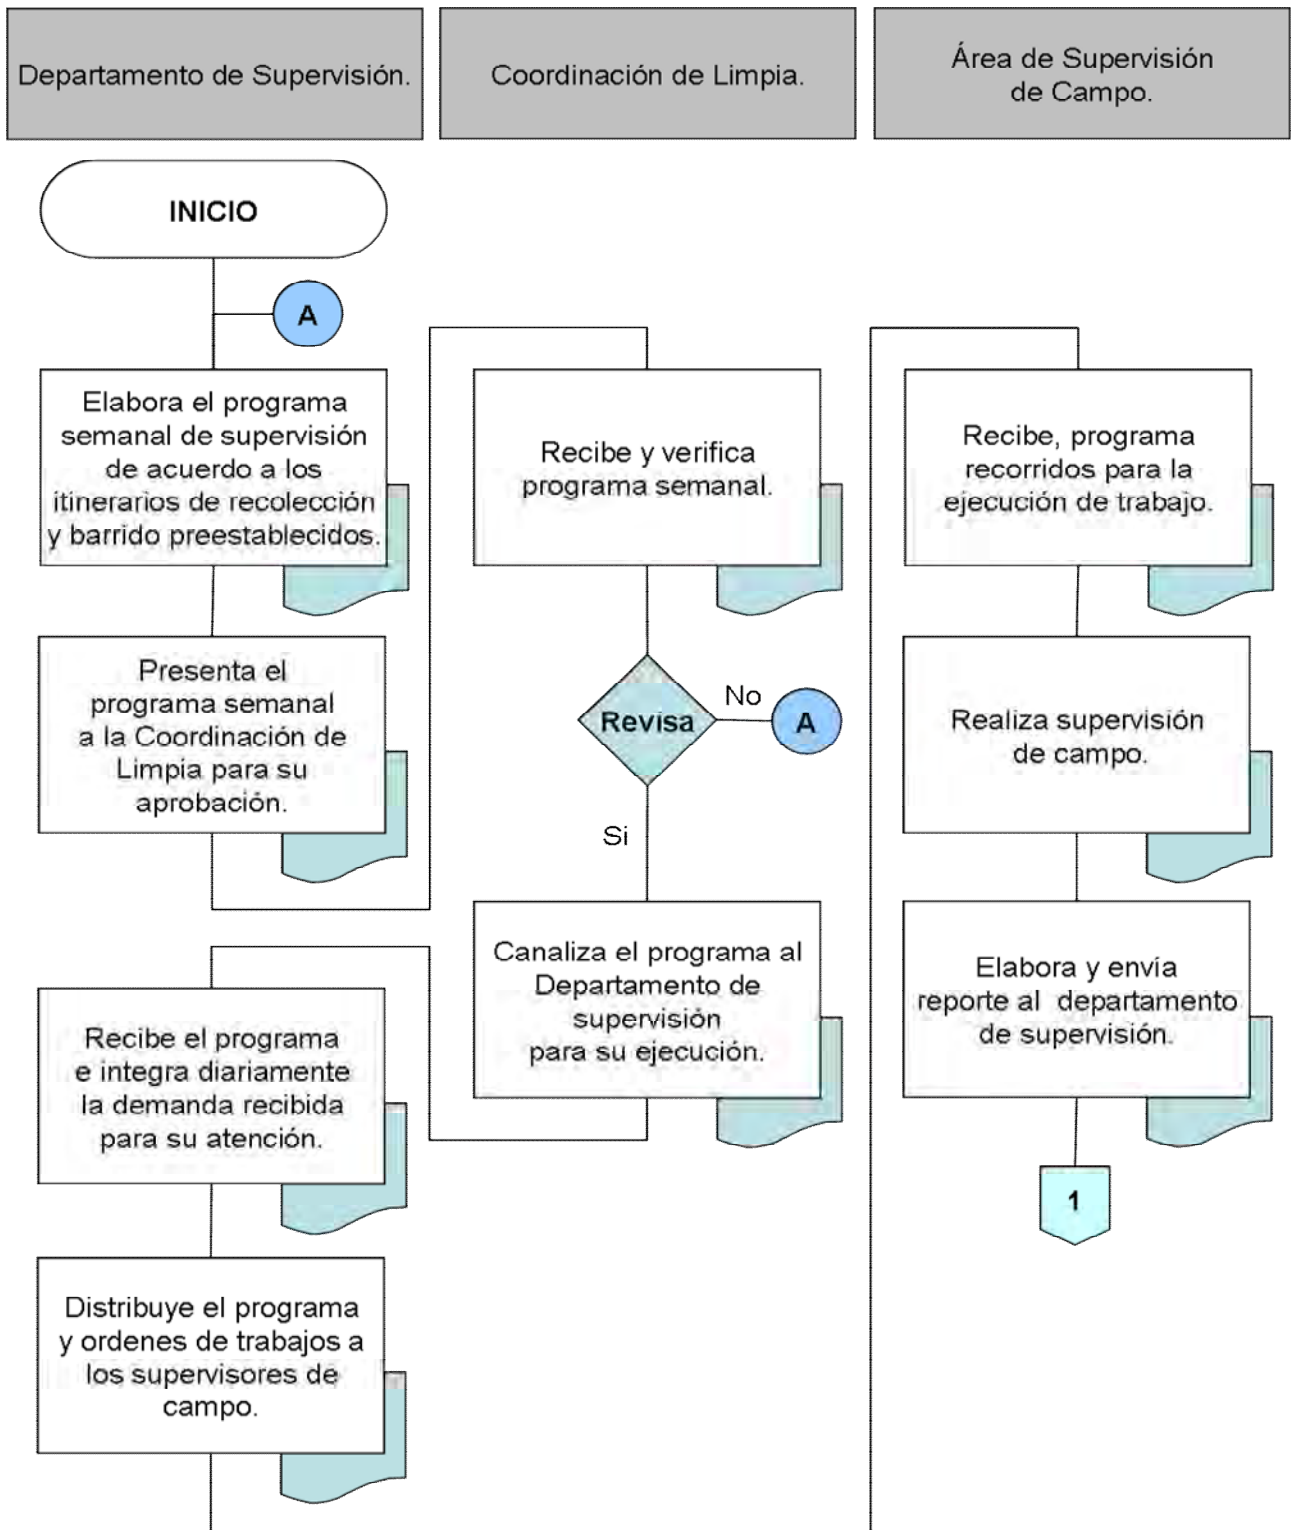 Departamento de Supervisión.
Coordinación de Limpia.
Área de Supervisión
de Campo.
INICIO
A
Elabora el programa
semanal de supervisión
de acuerdo a los
itinerarios de recolección
y barrido preestablecidos.
Presenta el
programa semanal
a la Coordinación de
Limpia para su
aprobación.
Recibe y verifica
programa semanal.
Revisa
No
A
Si
Canaliza el programa al
Departamento de
supervisión
para su ejecución.
Recibe el programa
e integra diariamente
la demanda recibida
para su atención.
Distribuye el programa
y ordenes de trabajos a
los supervisores de
campo.
Recibe, programa
recorridos para la
ejecución de trabajo.
Realiza supervisión
de campo.
Elabora y envía
reporte al departamento
de supervisión.
1